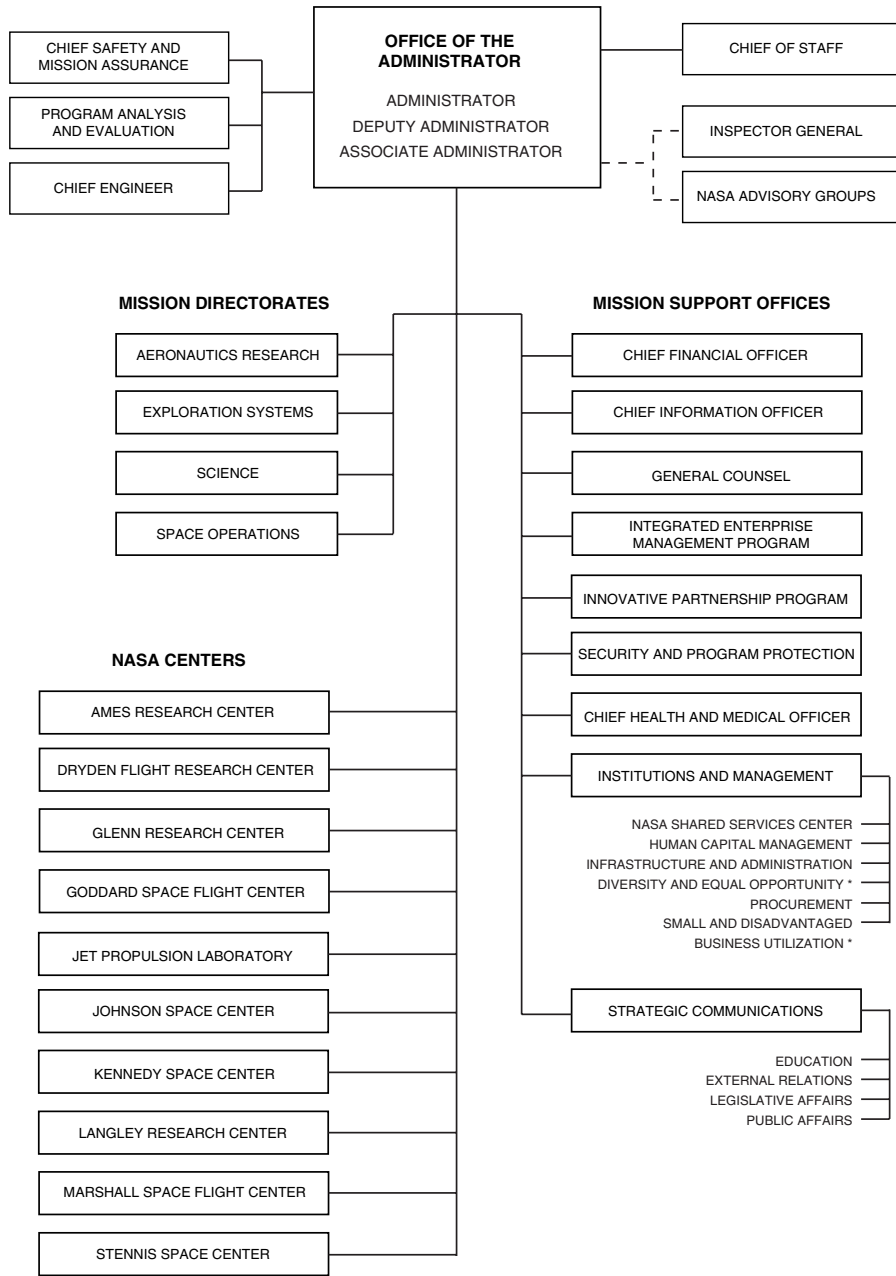 OFFICE OF THE
ADMINISTRATOR
ADMINISTRATOR
DEPUTY ADMINISTRATOR
ASSOCIATE ADMINISTRATOR
CHIEF SAFETY AND
MISSION ASSURANCE
PROGRAM ANALYSIS
AND EVALUATION
CHIEF ENGINEER
CHIEF OF STAFF
INSPECTOR GENERAL
NASA ADVISORY GROUPS
MISSION DIRECTORATES
AERONAUTICS RESEARCH
EXPLORATION SYSTEMS
SCIENCE
SPACE OPERATIONS
NASA CENTERS
AMES RESEARCH CENTER
DRYDEN FLIGHT RESEARCH CENTER
GLENN RESEARCH CENTER
GODDARD SPACE FLIGHT CENTER
JET PROPULSION LABORATORY
JOHNSON SPACE CENTER
KENNEDY SPACE CENTER
LANGLEY RESEARCH CENTER
MARSHALL SPACE FLIGHT CENTER
STENNIS SPACE CENTER
MISSION SUPPORT OFFICES
CHIEF FINANCIAL OFFICER
CHIEF INFORMATION OFFICER
GENERAL COUNSEL
INTEGRATED ENTERPRISE
MANAGEMENT PROGRAM
INNOVATIVE PARTNERSHIP PROGRAM
SECURITY AND PROGRAM PROTECTION
CHIEF HEALTH AND MEDICAL OFFICER
INSTITUTIONS AND MANAGEMENT
NASA SHARED SERVICES CENTER
HUMAN CAPITAL MANAGEMENT
INFRASTRUCTURE AND ADMINISTRATION
DIVERSITY AND EQUAL OPPORTUNITY *
PROCUREMENT
SMALL AND DISADVANTAGED
BUSINESS UTILIZATION *
STRATEGIC COMMUNICATIONS
EDUCATION
EXTERNAL RELATIONS
LEGISLATIVE AFFAIRS
PUBLIC AFFAIRS